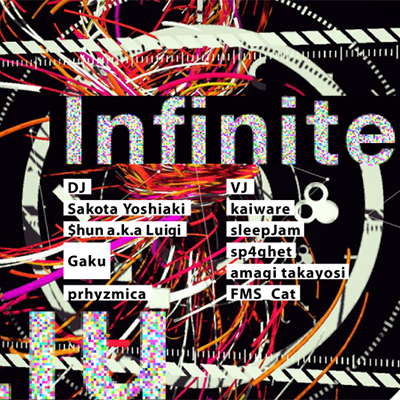 Infinite
DJ
Sakota Yoshiaki
$hun a.k.a Luigi
Gaku
prhyzmica
VJ
kaiware
sleepJam
sp4ghet
amagi takayosi
FMS_Cat